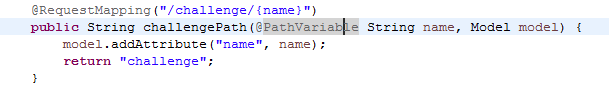 @RequestMapping("/challenge/{name}")
public String challengePath(@PathVariable String name, Model model) {
model.addAttribute("name", name);
return "challenge";
}